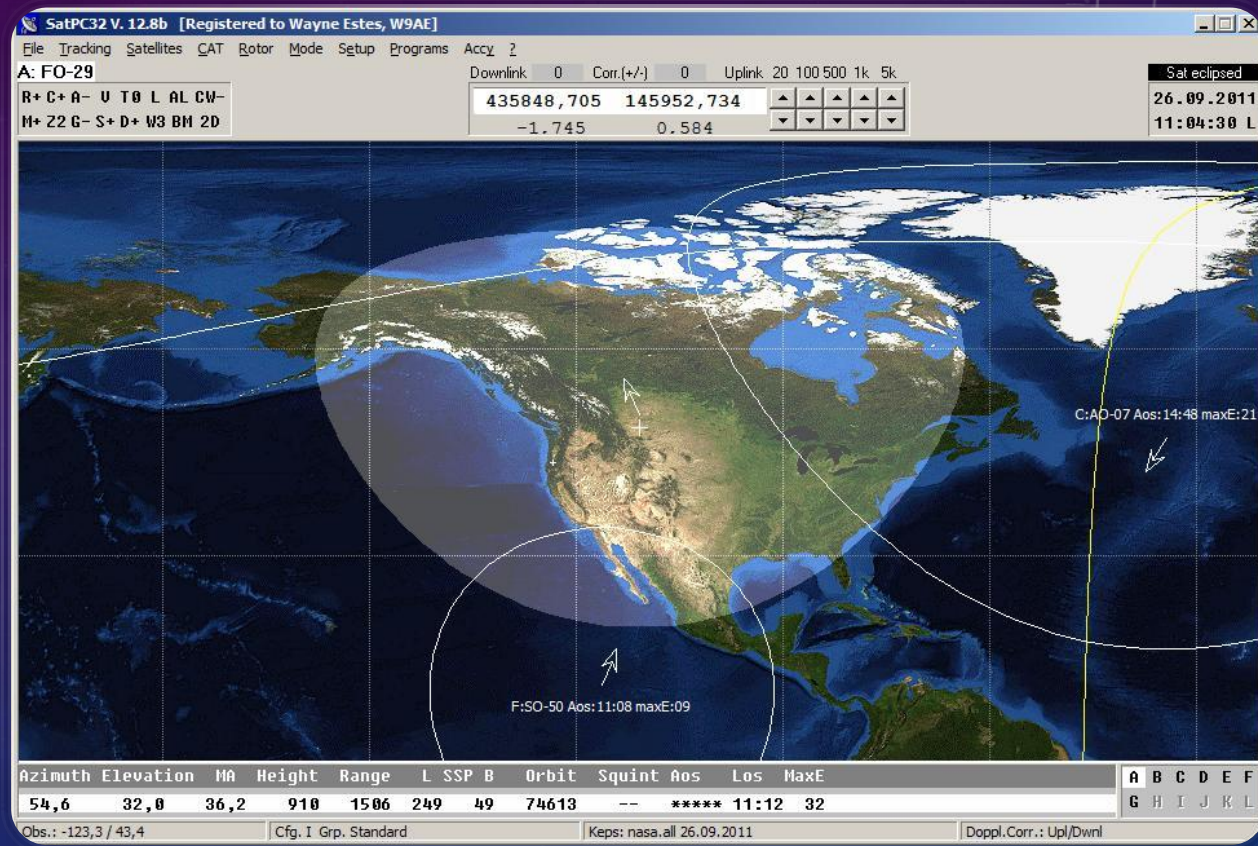 SatPC32 V. 12.8b [Registered to Wayne Estes, W9AE]
File Tracking Satellites CAT Rotor Mode Setup Programs Accy ?
A: FO-29
R+ C+ A- V T0 L AL CW-
M+ Z2 G- S+ D+ W3 BM 2D
Downlink 0 Corr.(+/-) 0 Uplink 20 100 500 1k 5k
435848,705 145952,734
-1.745 0.584
Sat eclipsed
26.09.2011
11:04:30 L
C:AO-07 Aos:14:48 maxE:21
F:SO-50 Aos:11:08 maxE:09
Azimuth Elevation MA Height Range L SSP B Orbit Squint Aos Los MaxE
54,6 32,0 36,2 910 1506 249 49 74613 -- ***** 11:12 32
A B C D E F
G H I J K L
Obs.: -123,3 / 43,4 Cfg. I Grp. Standard Keps: nasa.all 26.09.2011 Doppl.Corr.: Upl/Dwnl